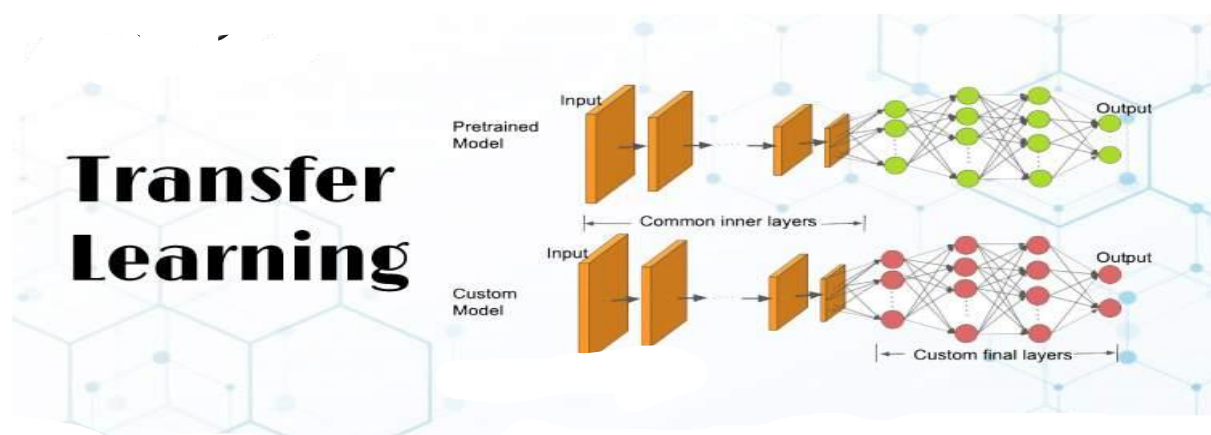 Transfer
Learning
Input
Output
Pretrained
Model
Common inner layers
Input
Output
Custom
Model
Custom final layers